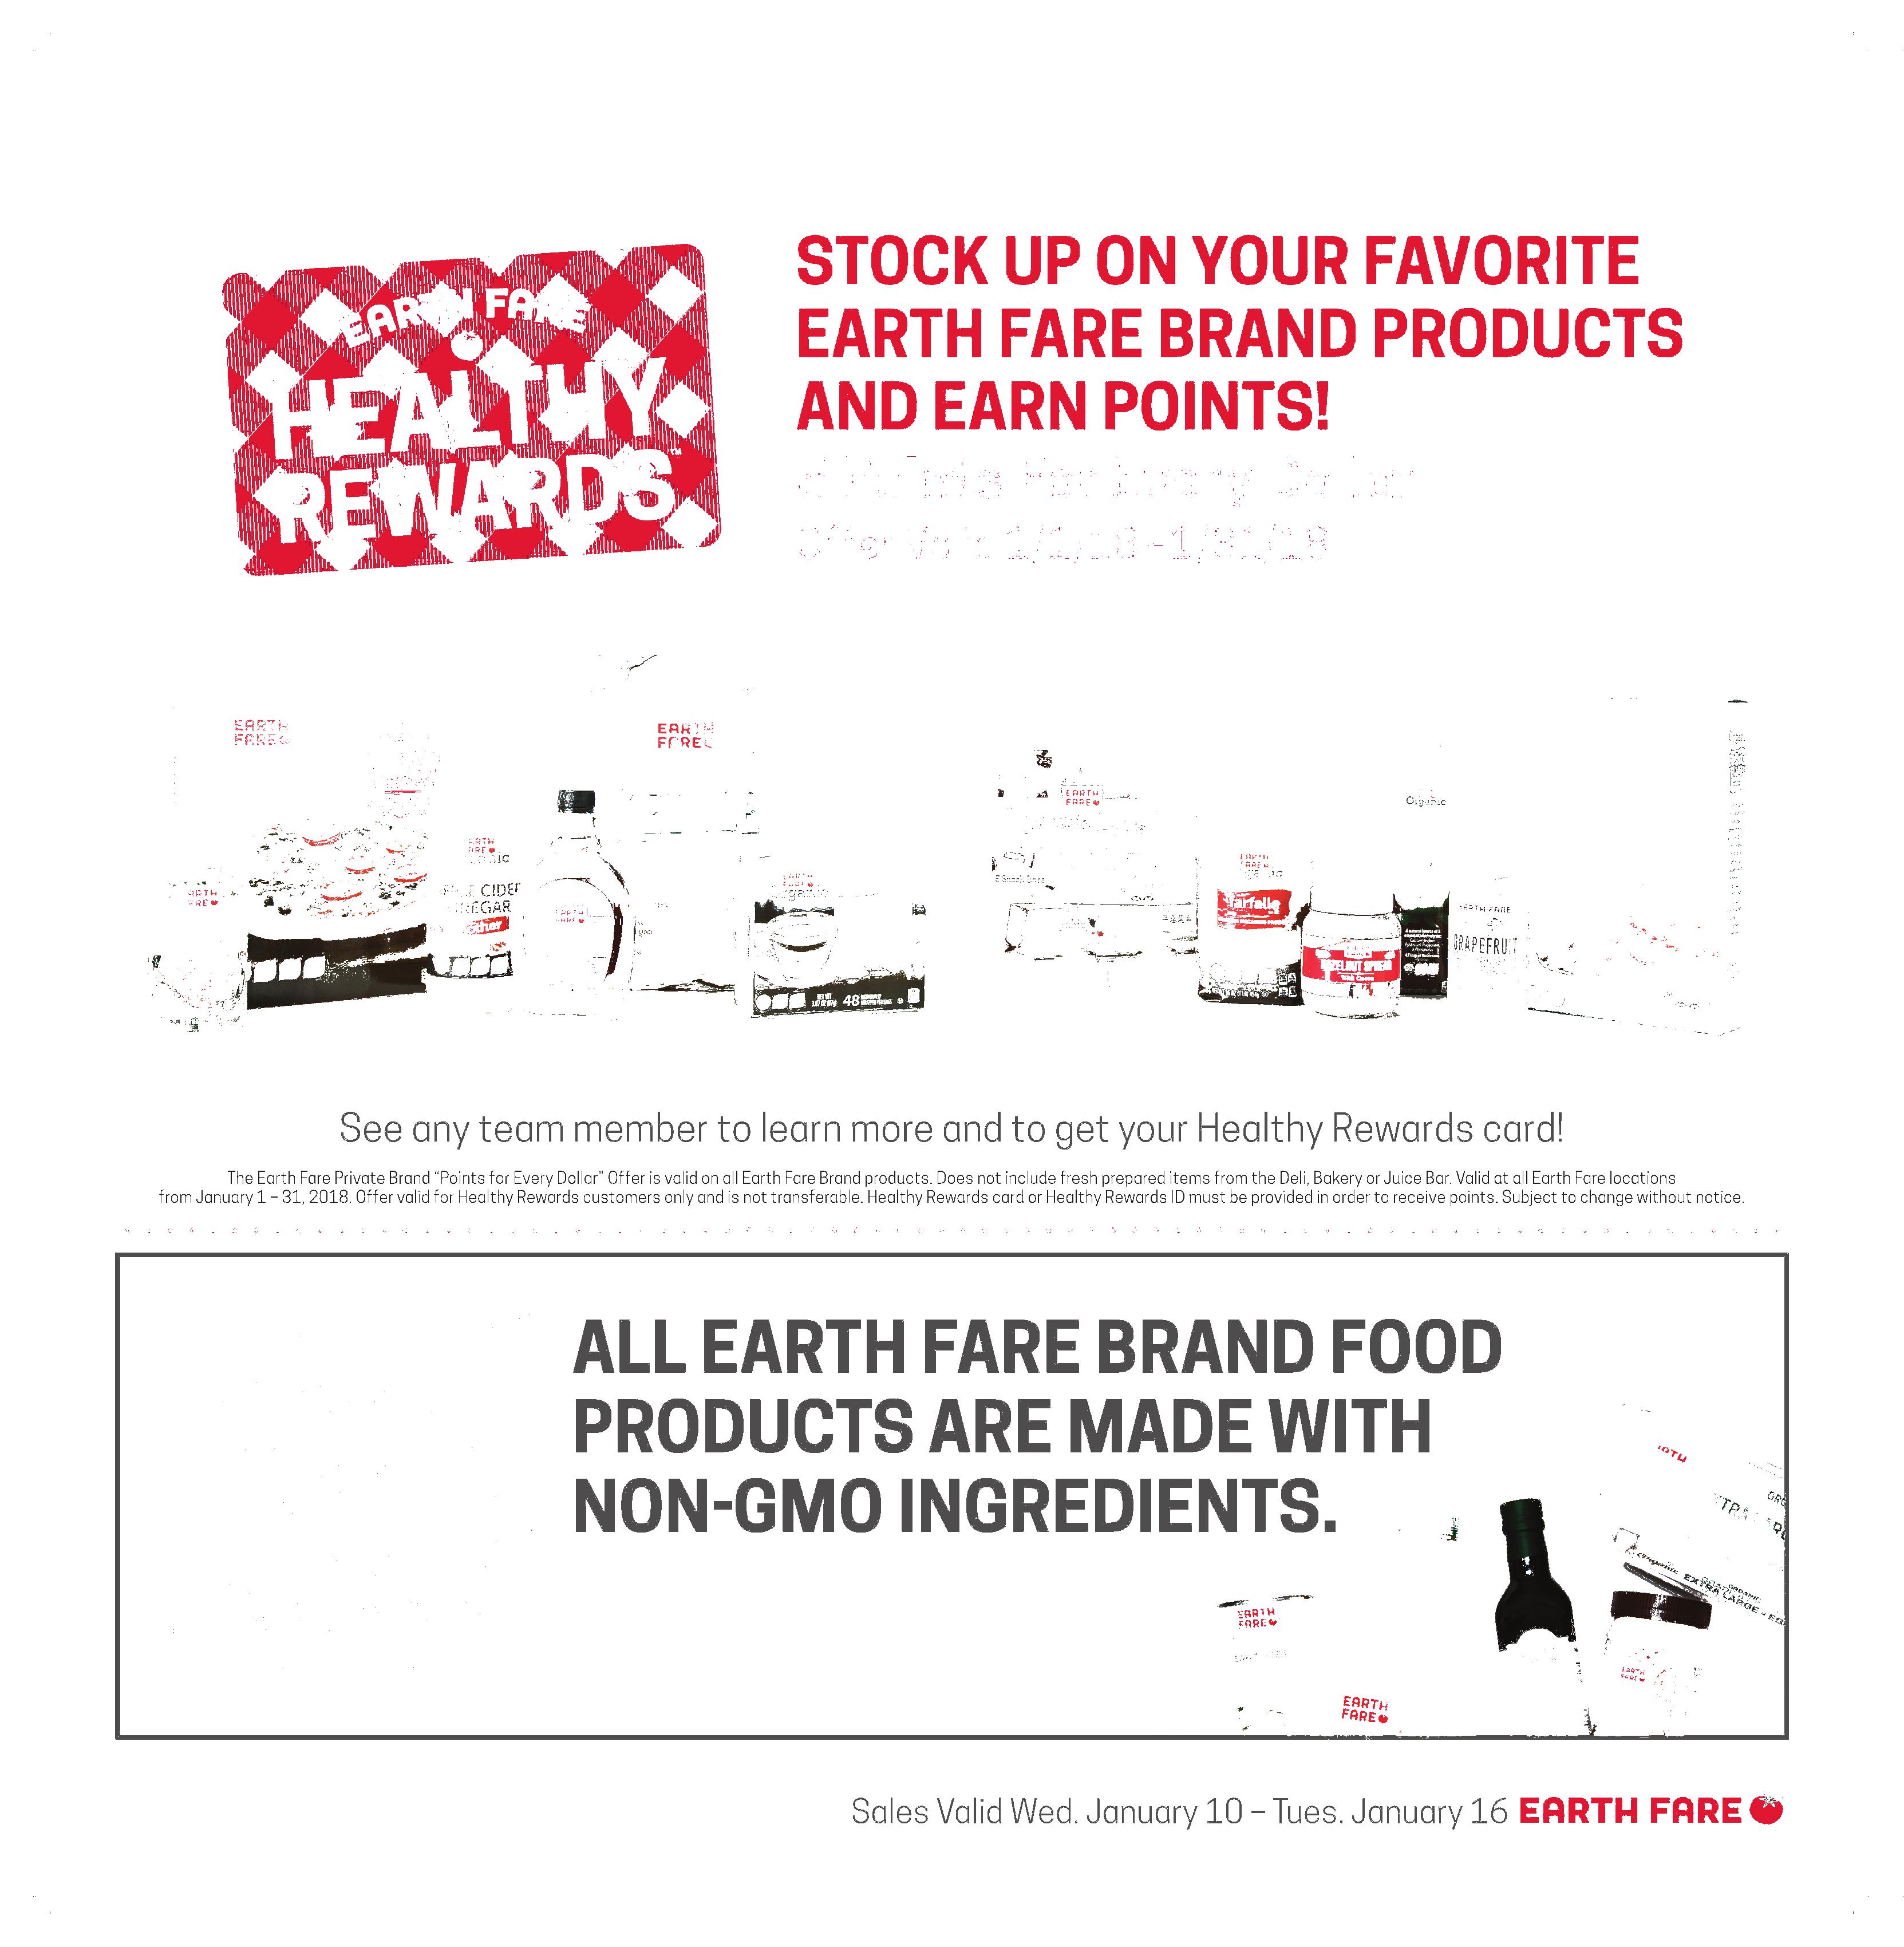 EARTH FARE
HEALTHY
REWARDS
STOCK UP ON YOUR FAVORITE
EARTH FARE BRAND PRODUCTS
AND EARN POINTS!
EARTH
FARE
EARTH
FARE
EARTH
FARE
Organic
CIDER
VINEGAR
48
EARTH
FARE
Farfelle
EARTH FARE
GRAPEFRUIT
See any team member to learn more and to get your Healthy Rewards card!
The Earth Fare Private Brand “Points for Every Dollar” Offer is valid on all Earth Fare Brand products. Does not include fresh prepared items from the Deli, Bakery or Juice Bar. Valid at all Earth Fare locations
from January 1 – 31, 2018. Offer valid for Healthy Rewards customers only and is not transferable. Healthy Rewards card or Healthy Rewards ID must be provided in order to receive points. Subject to change without notice.
ALL EARTH FARE BRAND FOOD
PRODUCTS ARE MADE WITH
NON-GMO INGREDIENTS.
EARTH
FARE
EARTH
FARE
EARTH
FARE
ORGANIC
EXTRA LARGE
Sales Valid Wed. January 10 – Tues. January 16 EARTH FARE